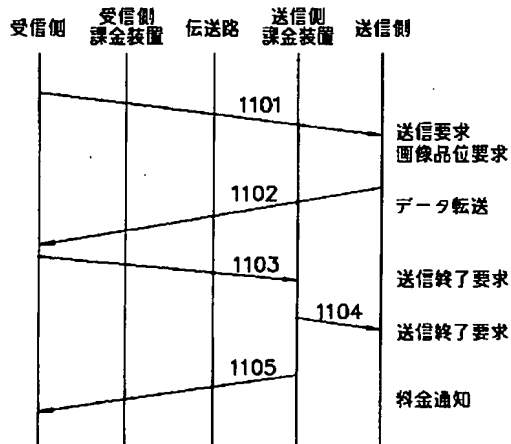 受信側
受信側
課金装置
伝送路
送信側
課金装置
送信側
1101
送信要求
画像品位要求
1102
データ転送
1103
送信終了要求
1104
送信終了要求
1105
料金通知